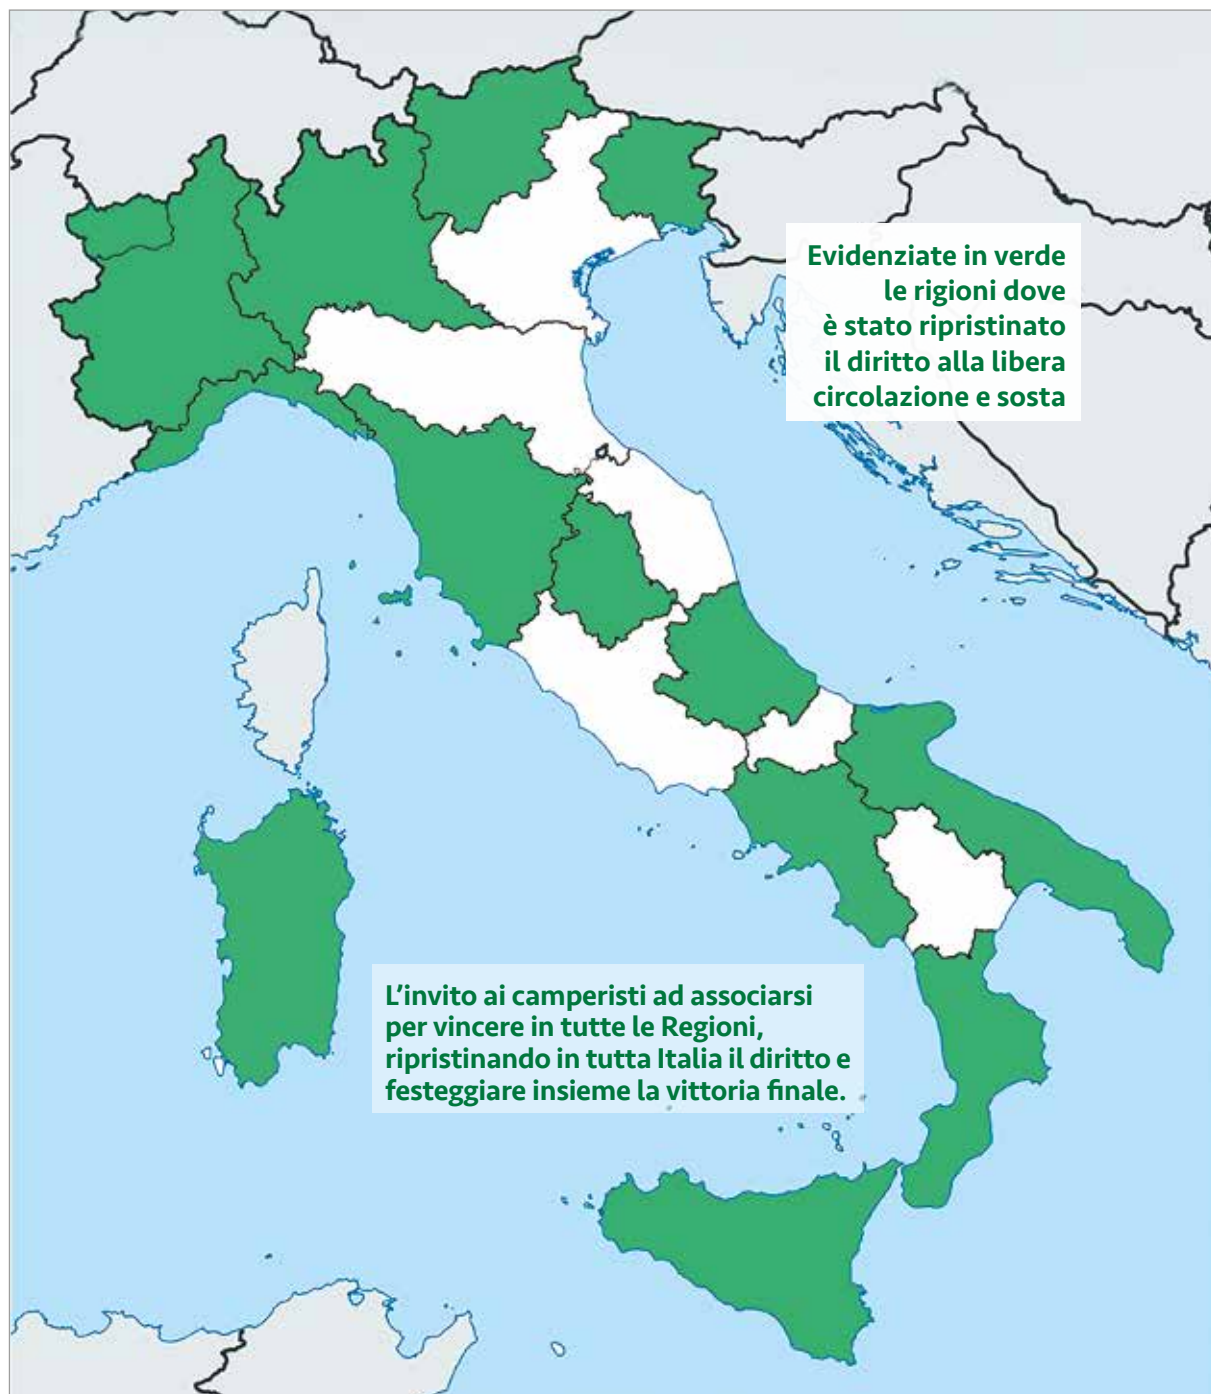 Evidenziate in verde
le rigioni dove
è stato ripristinato
il diritto alla libera
circolazione e sosta
L’invito ai camperisti ad associarsi
per vincere in tutte le Regioni,
ripristinando in tutta Italia il diritto e
festeggiare insieme la vittoria finale.